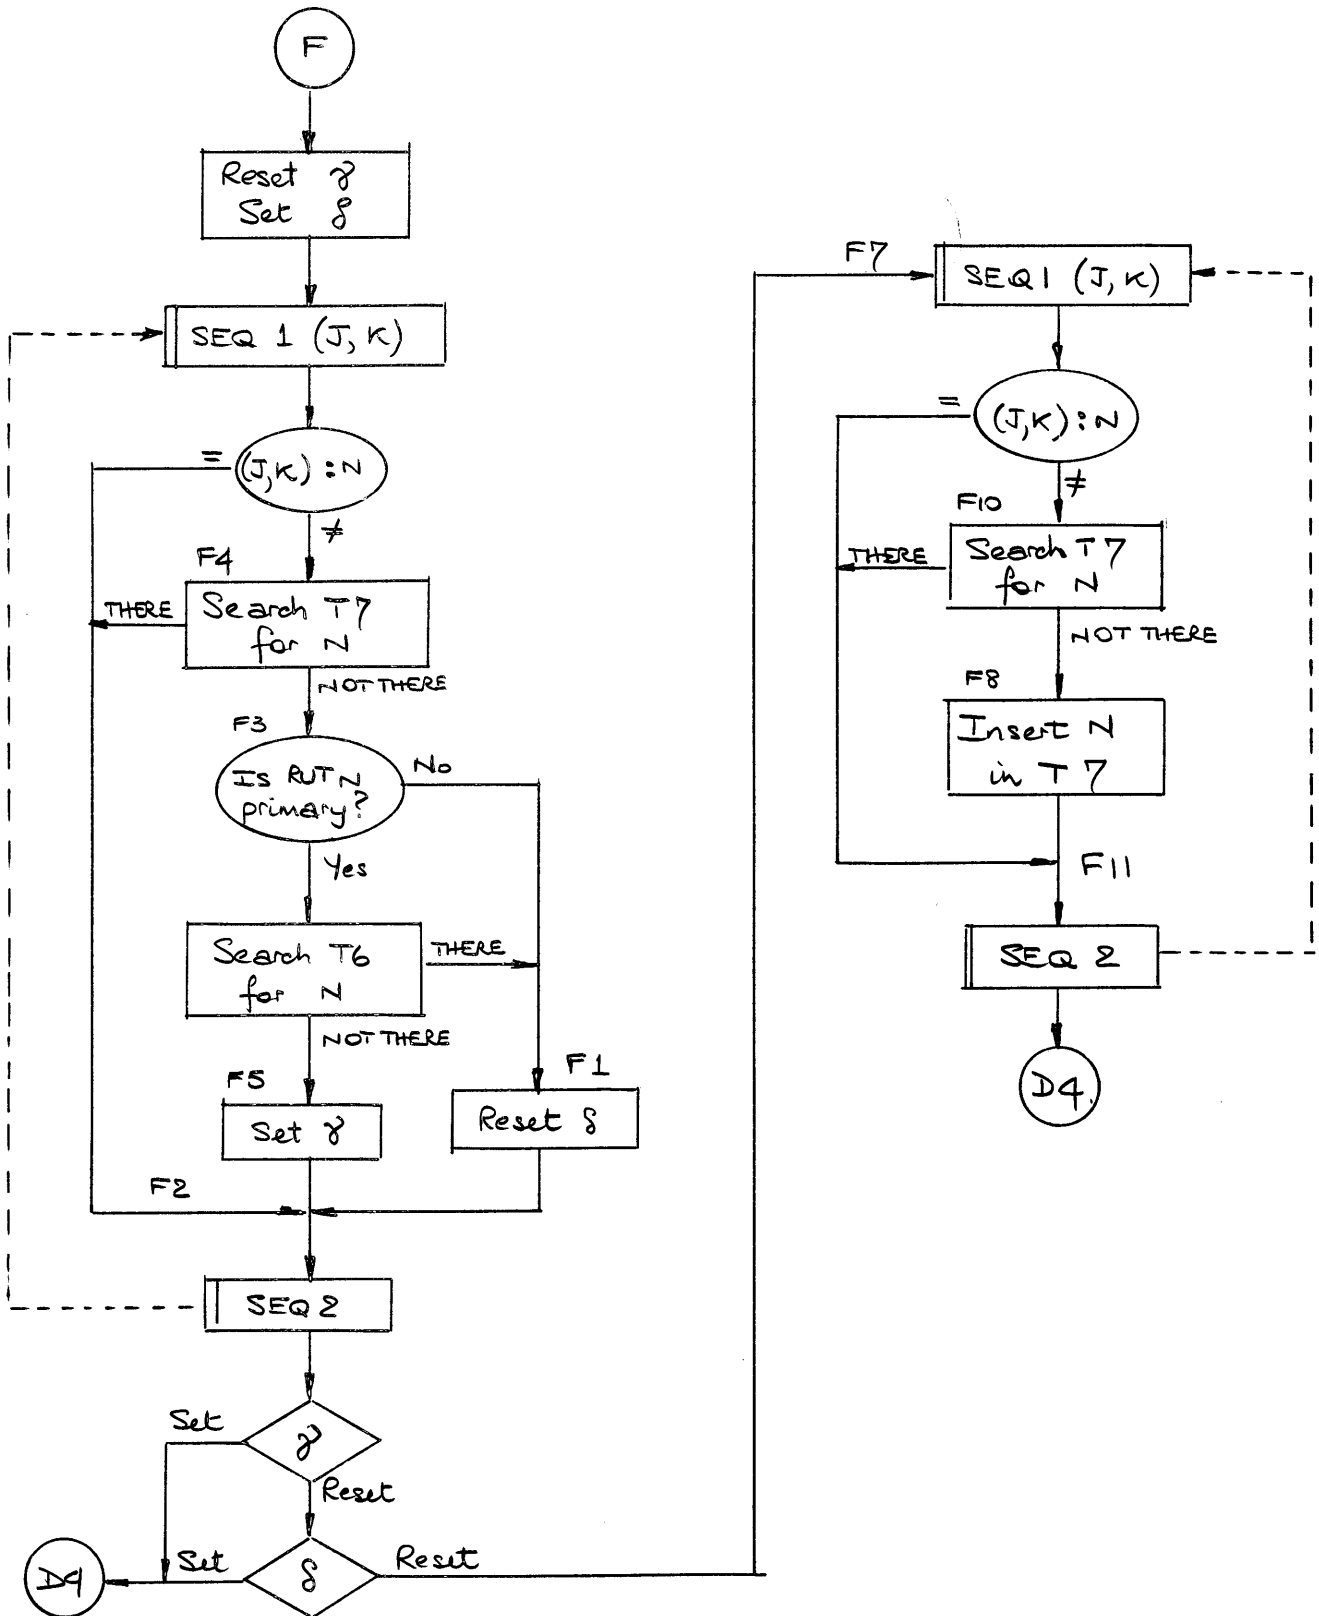 F
Reset γ
Set δ
SEQ 1 (J, K)
=
(J,K) : N
≠
F4
Search T7
for N
THERE
NOT THERE
F3
Is RUT N
primary?
No
Yes
Search T6
for N
THERE
NOT THERE
F5
Set γ
F1
Reset δ
F2
SEQ 2
γ
Set
Reset
δ
Set
Reset
F7
SEQ1 (J, K)
=
(J,K) : N
≠
F10
Search T7
for N
THERE
NOT THERE
F8
Insert N
in T7
F11
SEQ 2